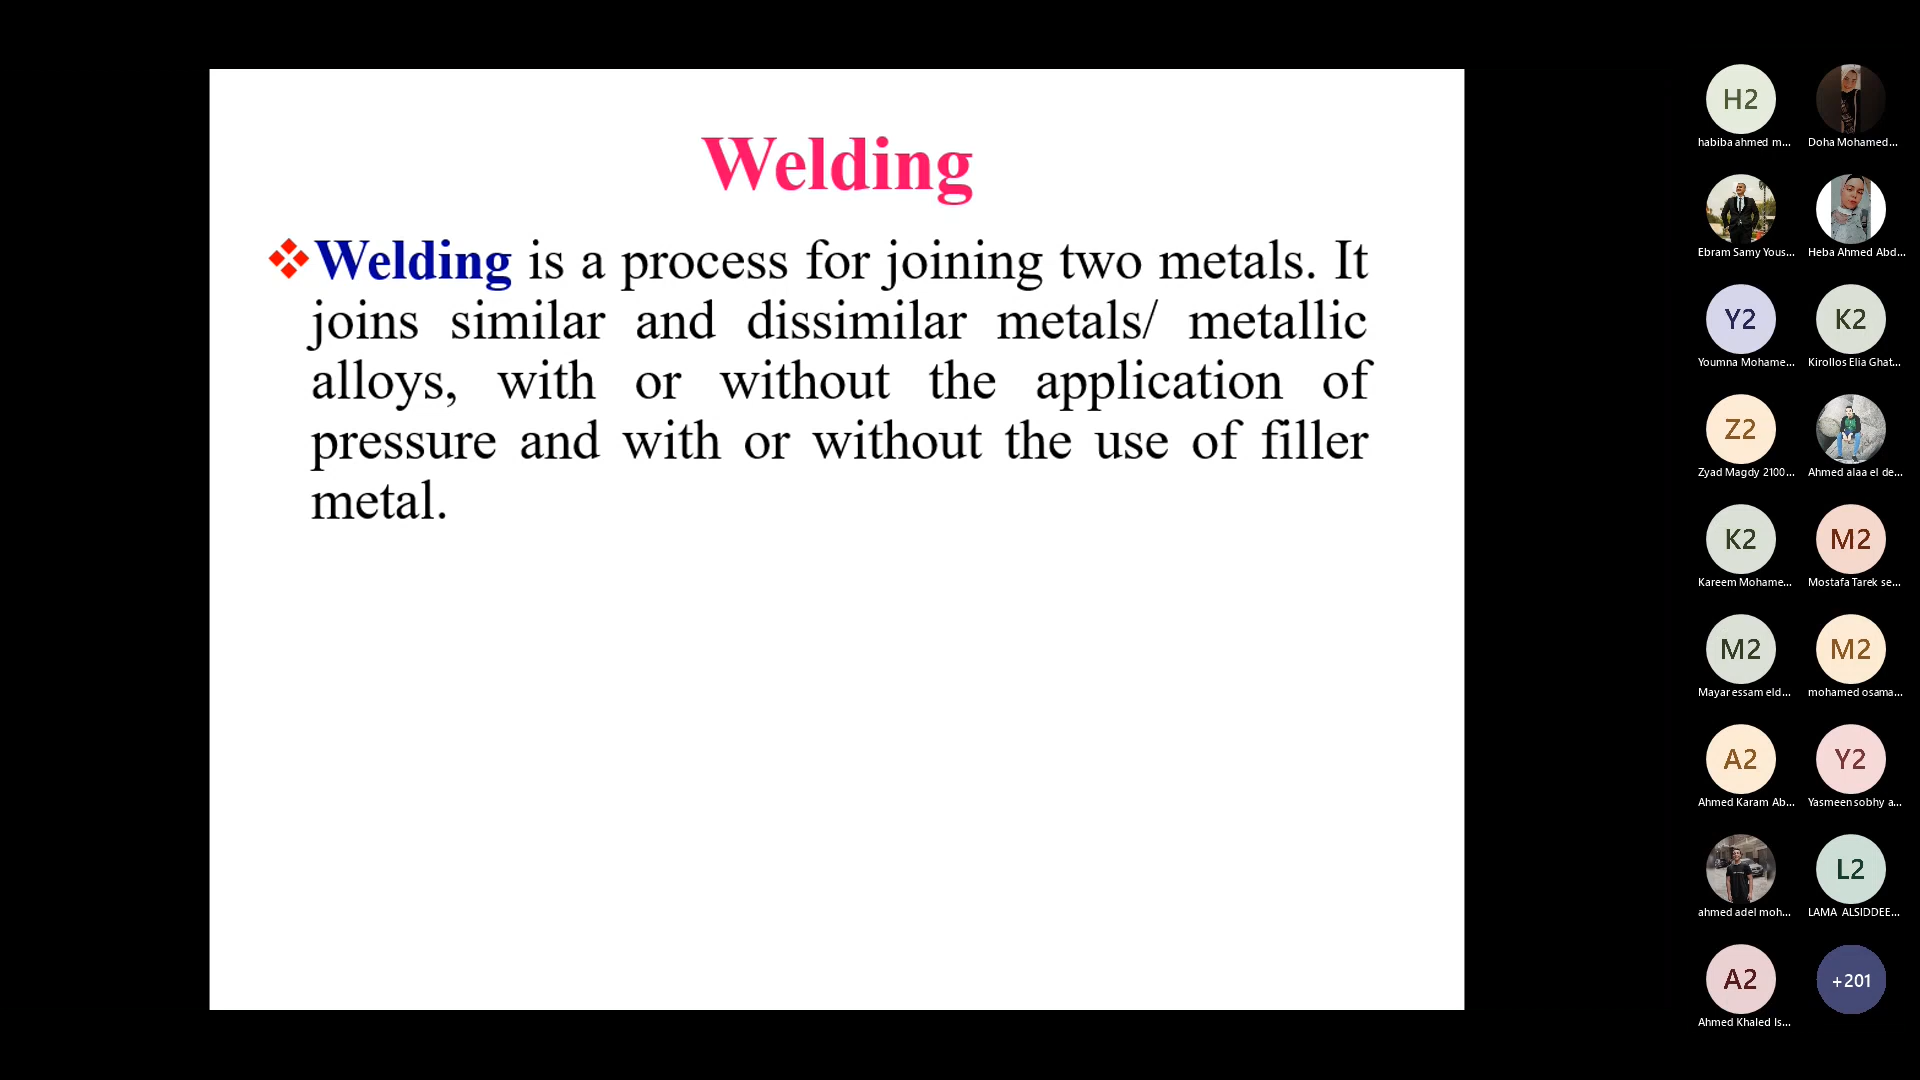 Welding
Welding is a process for joining two metals. It
joins similar and dissimilar metals/ metallic
alloys, with or without the application of
pressure and with or without the use of filler
metal.
H2
habiba ahmed m...
Doha Mohamed...
Ebram Samy Yous...
Heba Ahmed Abd...
Y2
Youmna Mohame...
K2
Kirollos Elia Ghat...
Z2
Zyad Magdy 2100...
Ahmed alaa el de...
K2
Kareem Mohame...
M2
Mostafa Tarek se...
M2
Mayar essam eld...
M2
mohamed osama...
A2
Ahmed Karam Ab...
Y2
Yasmeen sobhy a...
ahmed adel moh...
L2
LAMA ALSIDDEE...
A2
Ahmed Khaled Is...
+201